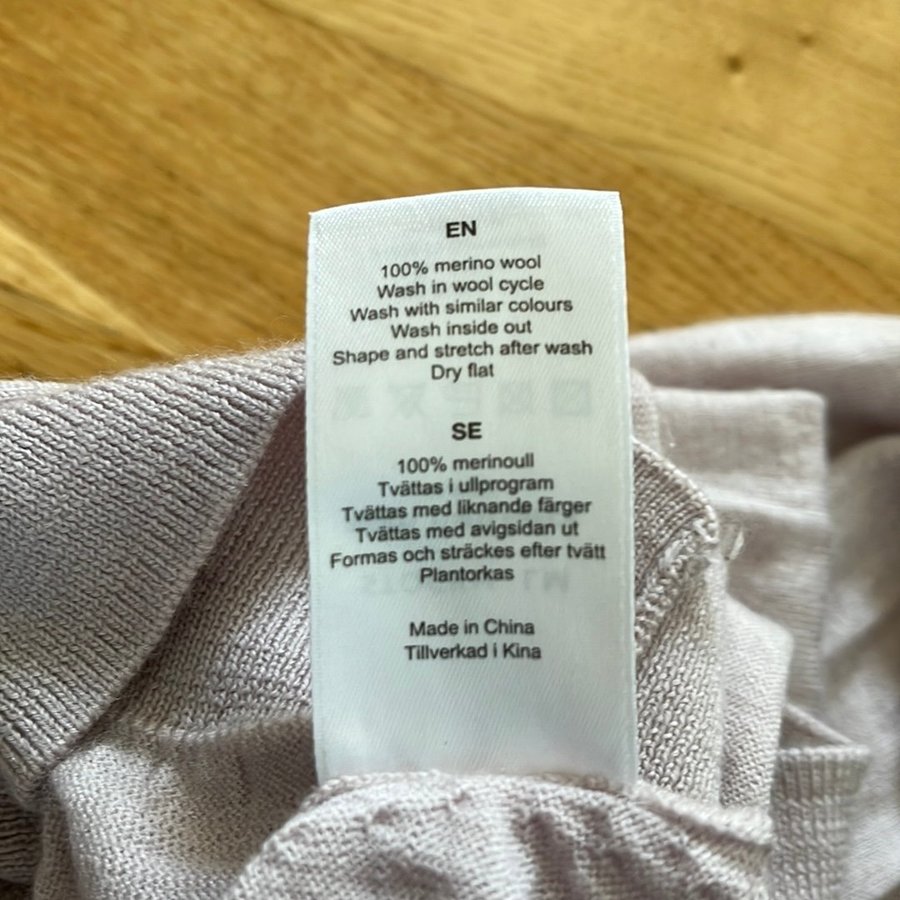 EN
100% merino wool
Wash in wool cycle
Wash with similar colours
Wash inside out
Shape and stretch after wash
Dry flat
SE
100% merinoull
Tvättas i ullprogram
Tvättas med liknande färger
Tvättas med avigsidan ut
Formas och sträckes efter tvätt
Plantorkas
Made in China
Tillverkad i Kina